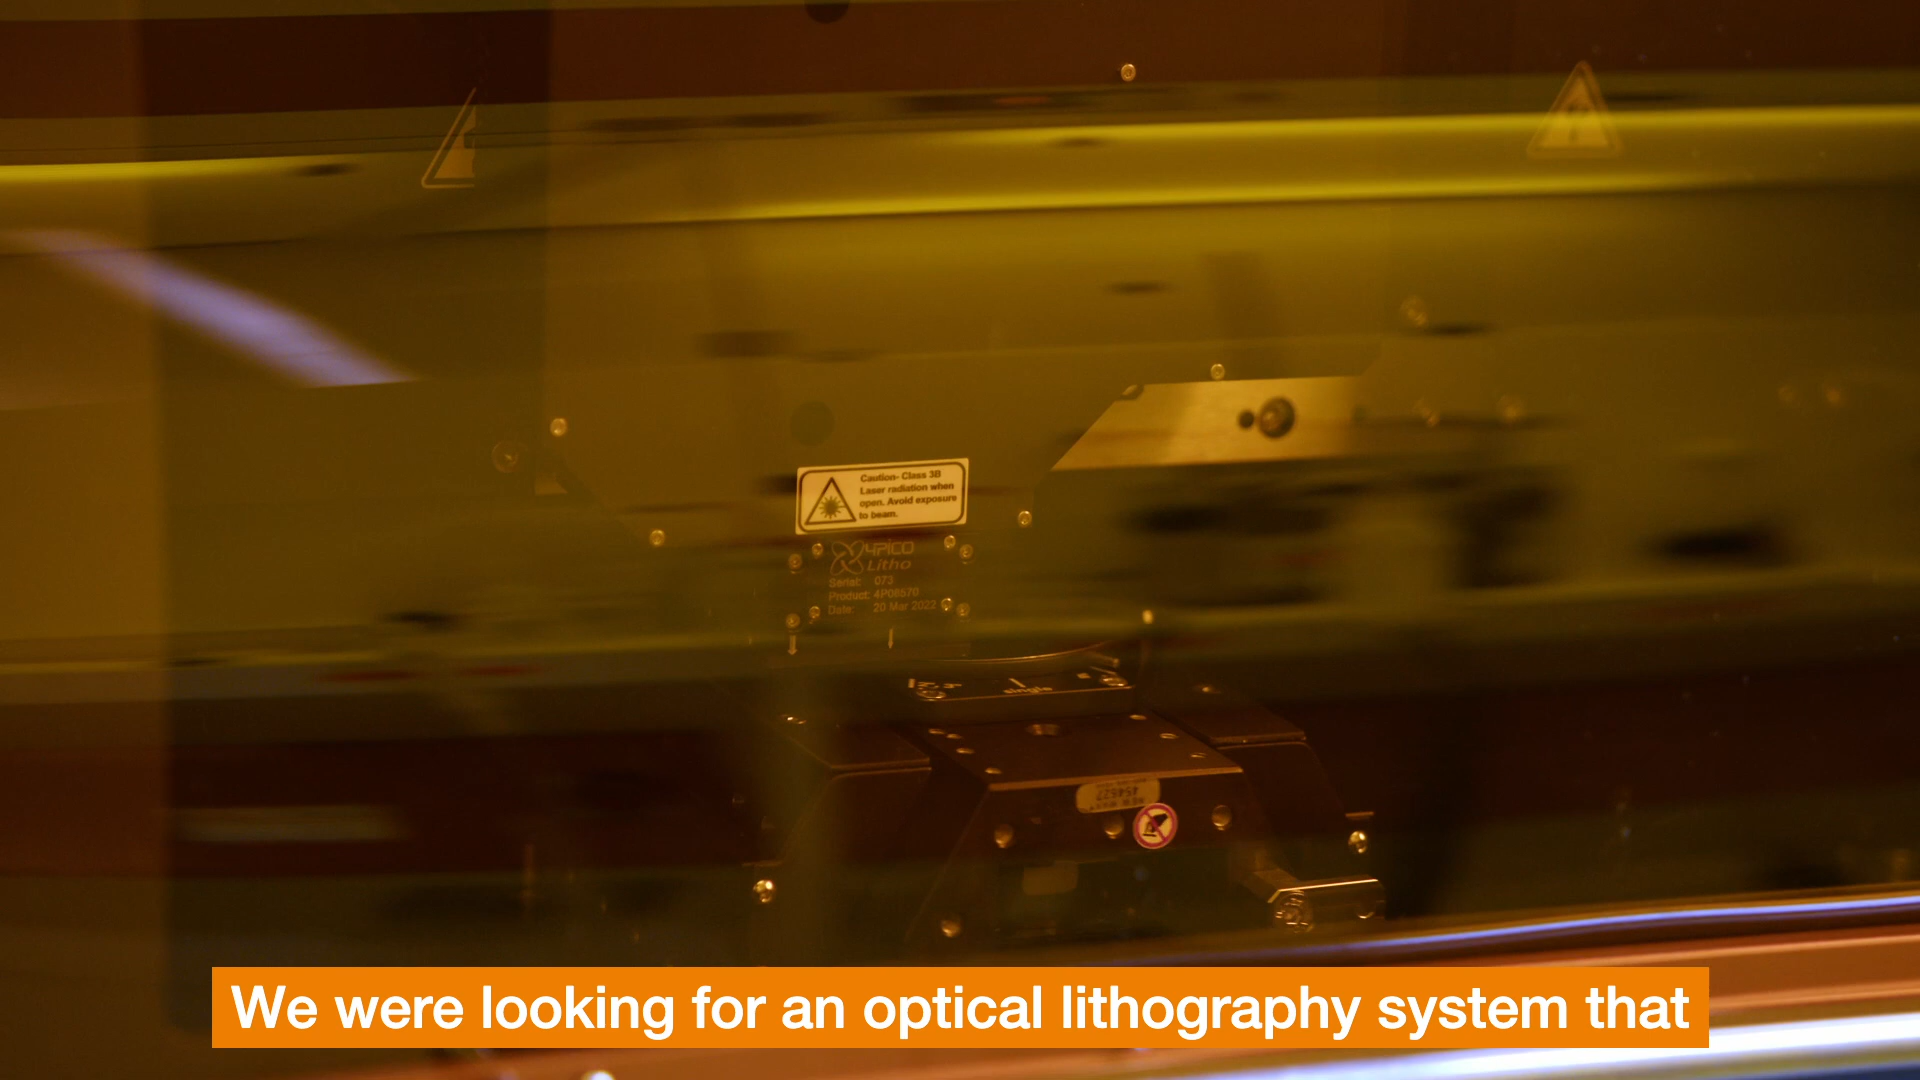 Caution- Class 3B
Laser radiation when
open. Avoid exposure
to beam.
4PICO
Litho
Serial: 073
Product: 4P08570
Date: 20 Mar 2022
single
We were looking for an optical lithography system that